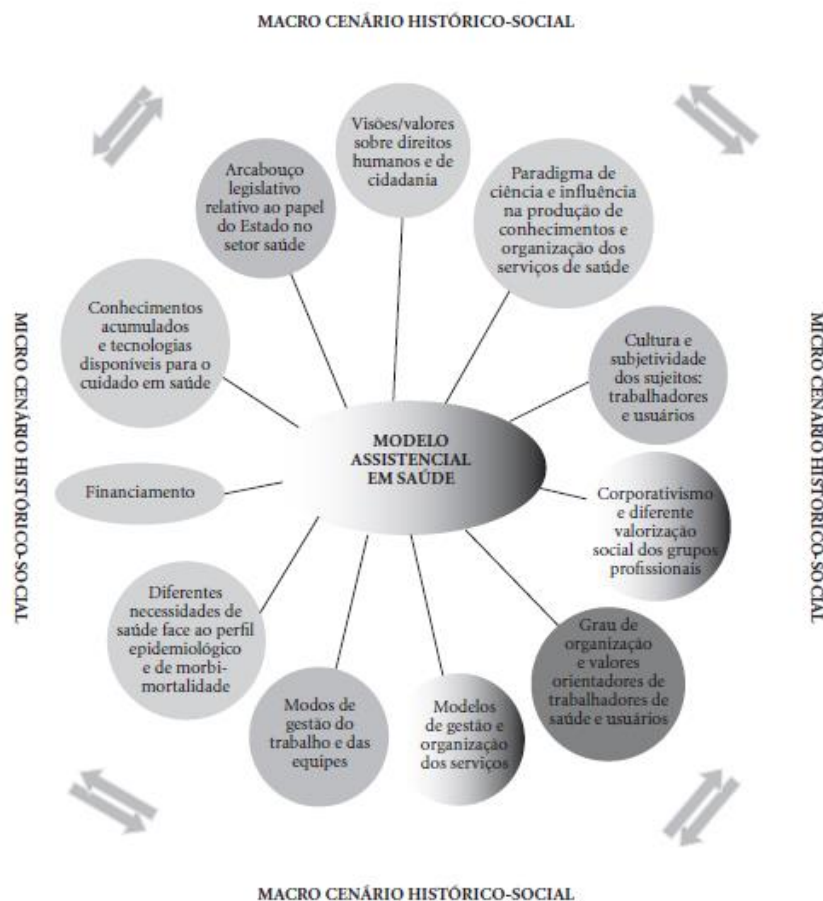 MACRO CENÁRIO HISTÓRICO-SOCIAL
Visões/valores
sobre direitos
humanos e de
cidadania
Arcabouço
legislativo
relativo ao papel
do Estado no
setor saúde
Paradigma de
ciência e influência
na produção de
conhecimentos e
organização dos
serviços de saúde
Conhecimentos
acumulados
e tecnologias
disponíveis para o
cuidado em saúde
Cultura e
subjetividade
dos sujeitos:
trabalhadores
e usuários
MICRO CENÁRIO HISTÓRICO-SOCIAL
MICRO CENÁRIO HISTÓRICO-SOCIAL
MODELO
ASSISTENCIAL
EM SAÚDE
Financiamento
Corporativismo
e diferente
valorização
social dos grupos
profissionais
Diferentes
necessidades de
saúde face ao perfil
epidemiológico
e de morbi-
mortalidade
Grau de
organização
e valores
orientadores de
trabalhadores de
saúde e usuários
Modos de
gestão do
trabalho e das
equipes
Modelos
de gestão e
organização
dos serviços
MACRO CENÁRIO HISTÓRICO-SOCIAL